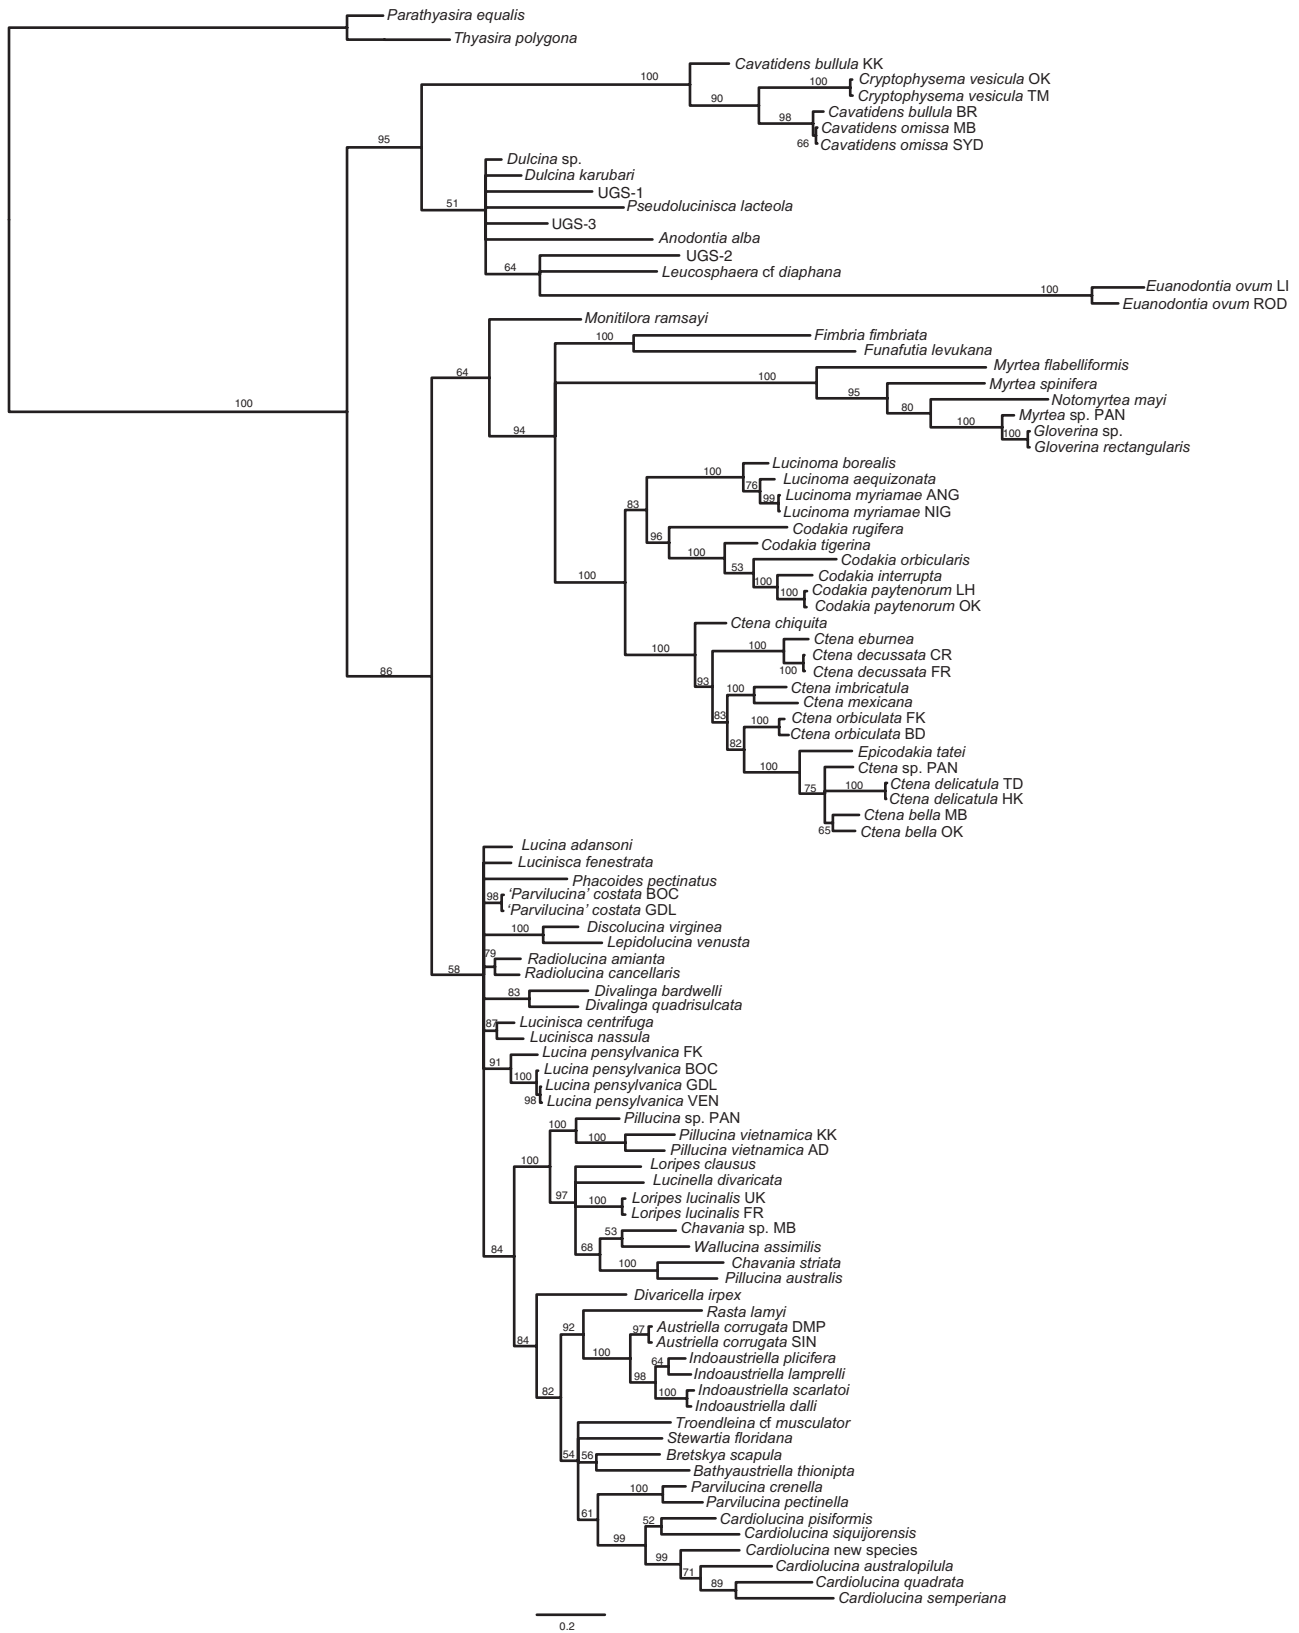 Parathyasira equalis
Thyasira polygona
Cavatidens bullula KK
100
Cryptophysema vesicula OK
100
90
Cryptophysema vesicula TM
Cavatidens bullula BR
98
Cavatidens omissa MB
95
66
Cavatidens omissa SYD
Dulcina sp.
Dulcina karubari
UGS-1
51
Pseudolucinisca lacteola
UGS-3
Anodontia alba
UGS-2
64
Leucosphaera cf diaphana
100
Euanodontia ovum LI
Euanodontia ovum ROD
Monitilora ramsayi
100
Fimbria fimbriata
Funafutia levukana
64
Myrtea flabelliformis
100
Myrtea spinifera
95
100
Notomyrtea mayi
80
Myrtea sp. PAN
100
94
100
Gloverina sp.
Gloverina rectangularis
Lucinoma borealis
100
Lucinoma aequizonata
76
Lucinoma myriamae ANG
99
83
Lucinoma myriamae NIG
Codakia rugifera
96
Codakia tigerina
100
Codakia orbicularis
53
100
Codakia interrupta
100
Codakia paytenorum LH
100
Codakia paytenorum OK
Ctena chiquita
Ctena eburnea
100
100
Ctena decussata CR
100
Ctena decussata FR
86
93
Ctena imbricatula
100
Ctena mexicana
83
Ctena orbiculata FK
100
Ctena orbiculata BD
82
Epicodakia tatei
100
Ctena sp. PAN
75
100
Ctena delicatula TD
Ctena delicatula HK
Ctena bella MB
65
Ctena bella OK
Lucina adansoni
Lucinisca fenestrata
Phacoides pectinatus
98
‘Parvilucina’ costata BOC
‘Parvilucina’ costata GDL
100
Discolucina virginea
Lepidolucina venusta
79
Radiolucina amianta
58
Radiolucina cancellaris
83
Divalinga bardwelli
Divalinga quadrisulcata
87
Lucinisca centrifuga
Lucinisca nassula
Lucina pensylvanica FK
91
Lucina pensylvanica BOC
100
Lucina pensylvanica GDL
98
Lucina pensylvanica VEN
Pillucina sp. PAN
100
100
Pillucina vietnamica KK
Pillucina vietnamica AD
100
Loripes clausus
Lucinella divaricata
97
100
Loripes lucinalis UK
Loripes lucinalis FR
53
Chavania sp. MB
84
68
Wallucina assimilis
100
Chavania striata
Pillucina australis
Divaricella irpex
Rasta lamyi
92
97
Austriella corrugata DMP
84
Austriella corrugata SIN
100
64
Indoaustriella plicifera
98
Indoaustriella lamprelli
82
100
Indoaustriella scarlatoi
Indoaustriella dalli
Troendleina cf musculator
Stewartia floridana
54
56
Bretskya scapula
Bathyaustriella thionipta
100
Parvilucina crenella
Parvilucina pectinella
61
52
Cardiolucina pisiformis
99
Cardiolucina siquijorensis
99
Cardiolucina new species
71
Cardiolucina australopilula
89
Cardiolucina quadrata
Cardiolucina semperiana
0.2